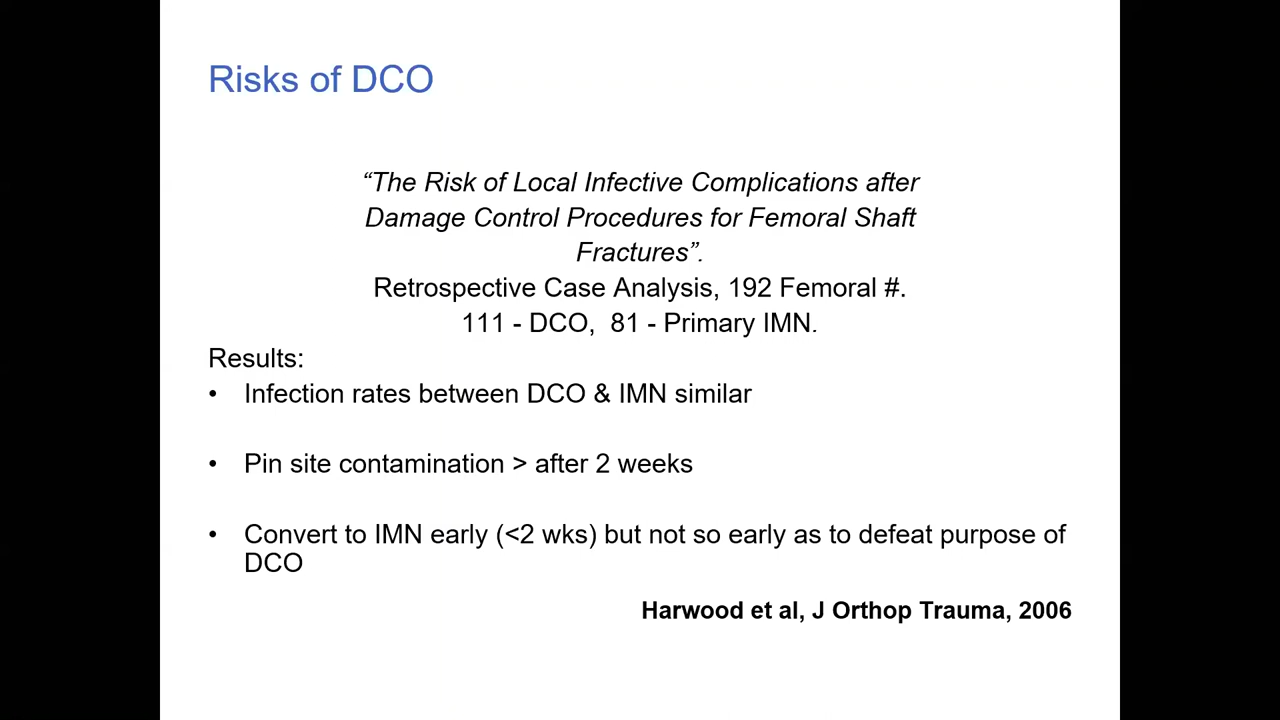 Risks of DCO
“The Risk of Local Infective Complications after
Damage Control Procedures for Femoral Shaft
Fractures”.
Retrospective Case Analysis, 192 Femoral #.
111 - DCO,  81 - Primary IMN.
Results:
• Infection rates between DCO & IMN similar
• Pin site contamination > after 2 weeks
• Convert to IMN early (<2 wks) but not so early as to defeat purpose of
DCO
Harwood et al, J Orthop Trauma, 2006